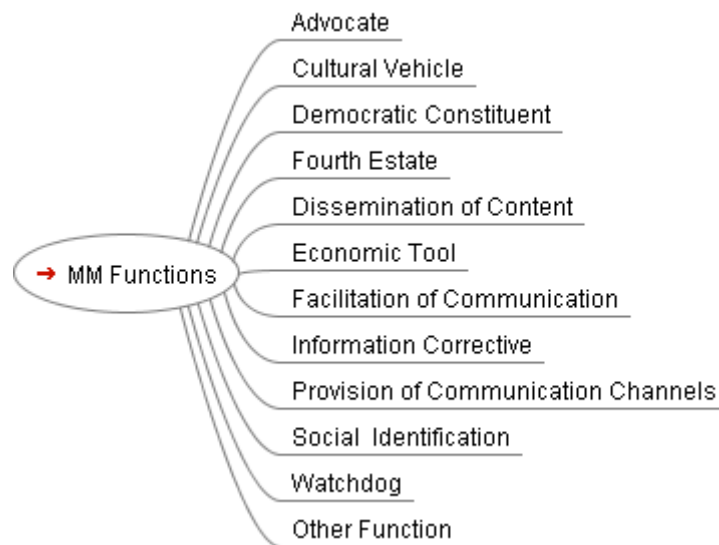 Advocate
Cultural Vehicle
Democratic Constituent
Fourth Estate
Dissemination of Content
Economic Tool
MM Functions
Facilitation of Communication
Information Corrective
Provision of Communication Channels
Social Identification
Watchdog
Other Function